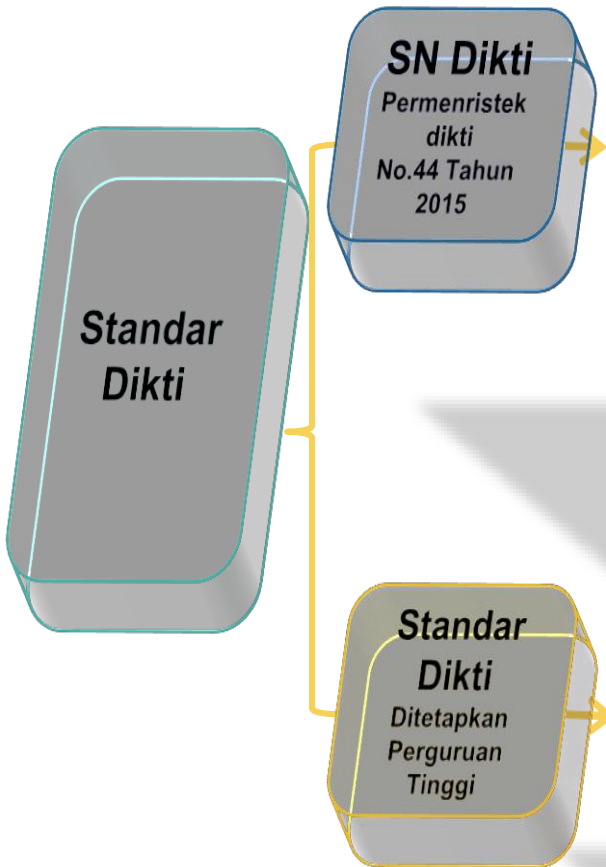 Standar
Dikti
SN Dikti
Permenristek
dikti
No.44 Tahun
2015
Standar
Dikti
Ditetapkan
Perguruan
Tinggi